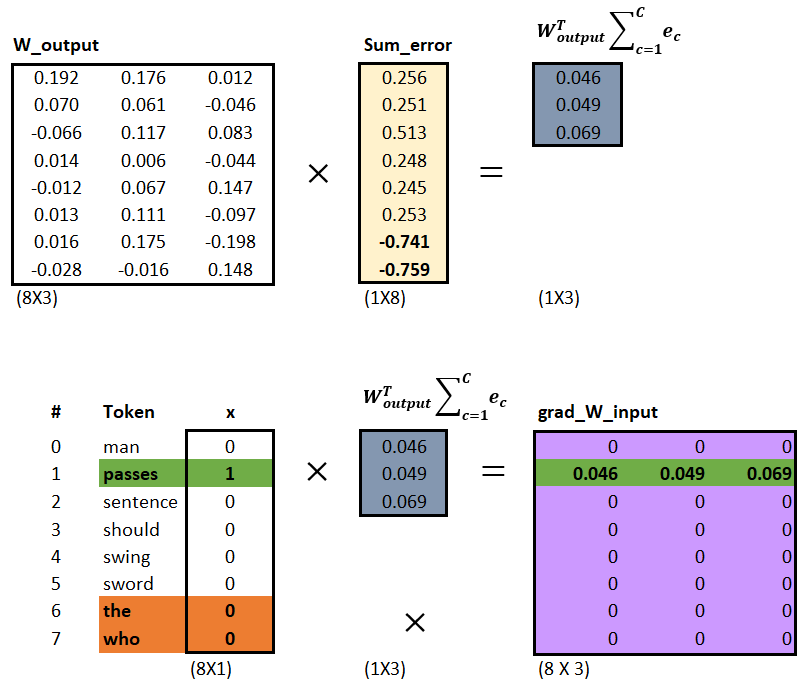 W_output Sum_error W^T_output ∑_{c=1}^{C} e_c
0.192 0.176 0.012 0.256 0.046
0.070 0.061 -0.046 0.251 0.049
-0.066 0.117 0.083 0.513 0.069
0.014 0.006 -0.044 0.248
× =
-0.012 0.067 0.147 0.245
0.013 0.111 -0.097 0.253
0.016 0.175 -0.198 -0.741
-0.028 -0.016 0.148 -0.759
(8X3) (1X8) (1X3)
# Token x W^T_output ∑_{c=1}^{C} e_c grad_W_input
0 man 0 0.046 0 0 0
1 passes 1 × 0.049 = 0.046 0.049 0.069
2 sentence 0 0.069 0 0 0
3 should 0 0 0 0
4 swing 0 0 0 0
5 sword 0 0 0 0
6 the 0 × 0 0 0
7 who 0 0 0 0
(8X1) (1X3) (8 X 3)